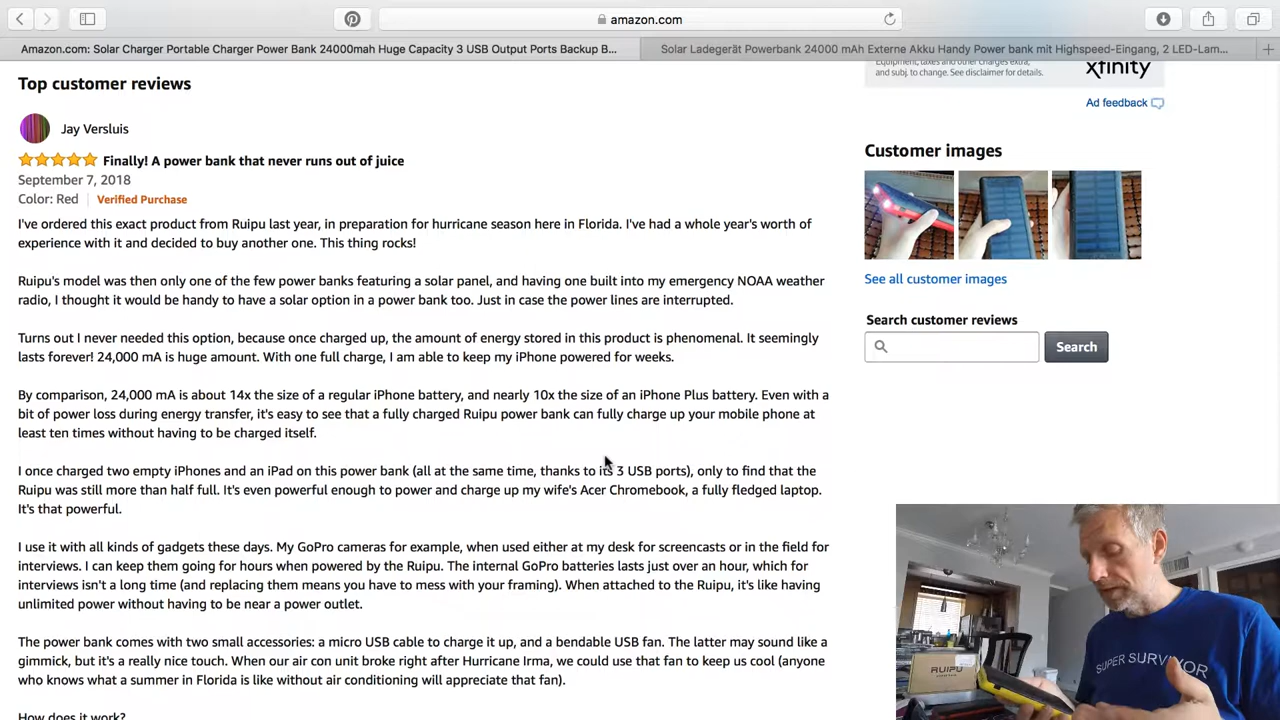 amazon.com
Amazon.com: Solar Charger Portable Charger Power Bank 24000mah Huge Capacity 3 USB Output Ports Backup B...
Solar Ladegerät Powerbank 24000 mAh Externe Akku Handy Power bank mit Highspeed-Eingang, 2 LED-Lam...
Equipment, taxes and other charges extra,
and subj. to change. See disclaimer for details.
xfinity
Ad feedback
Top customer reviews
Jay Versluis
Finally! A power bank that never runs out of juice
September 7, 2018
Color: Red
Verified Purchase
I've ordered this exact product from Ruipu last year, in preparation for hurricane season here in Florida. I've had a whole year's worth of
experience with it and decided to buy another one. This thing rocks!
Ruipu's model was then only one of the few power banks featuring a solar panel, and having one built into my emergency NOAA weather
radio, I thought it would be handy to have a solar option in a power bank too. Just in case the power lines are interrupted.
Turns out I never needed this option, because once charged up, the amount of energy stored in this product is phenomenal. It seemingly
lasts forever! 24,000 mA is huge amount. With one full charge, I am able to keep my iPhone powered for weeks.
By comparison, 24,000 mA is about 14x the size of a regular iPhone battery, and nearly 10x the size of an iPhone Plus battery. Even with a
bit of power loss during energy transfer, it's easy to see that a fully charged Ruipu power bank can fully charge up your mobile phone at
least ten times without having to be charged itself.
I once charged two empty iPhones and an iPad on this power bank (all at the same time, thanks to its 3 USB ports), only to find that the
Ruipu was still more than half full. It's even powerful enough to power and charge up my wife's Acer Chromebook, a fully fledged laptop.
It's that powerful.
I use it with all kinds of gadgets these days. My GoPro cameras for example, when used either at my desk for screencasts or in the field for
interviews. I can keep them going for hours when powered by the Ruipu. The internal GoPro batteries lasts just over an hour, which for
interviews isn't a long time (and replacing them means you have to mess with your framing). When attached to the Ruipu, it's like having
unlimited power without having to be near a power outlet.
The power bank comes with two small accessories: a micro USB cable to charge it up, and a bendable USB fan. The latter may sound like a
gimmick, but it's a really nice touch. When our air con unit broke right after Hurricane Irma, we could use that fan to keep us cool (anyone
who knows what a summer in Florida is like without air conditioning will appreciate that fan).
How does it work?
Customer images
See all customer images
Search customer reviews
Search
RUIPU
SUPER SURVIVOR